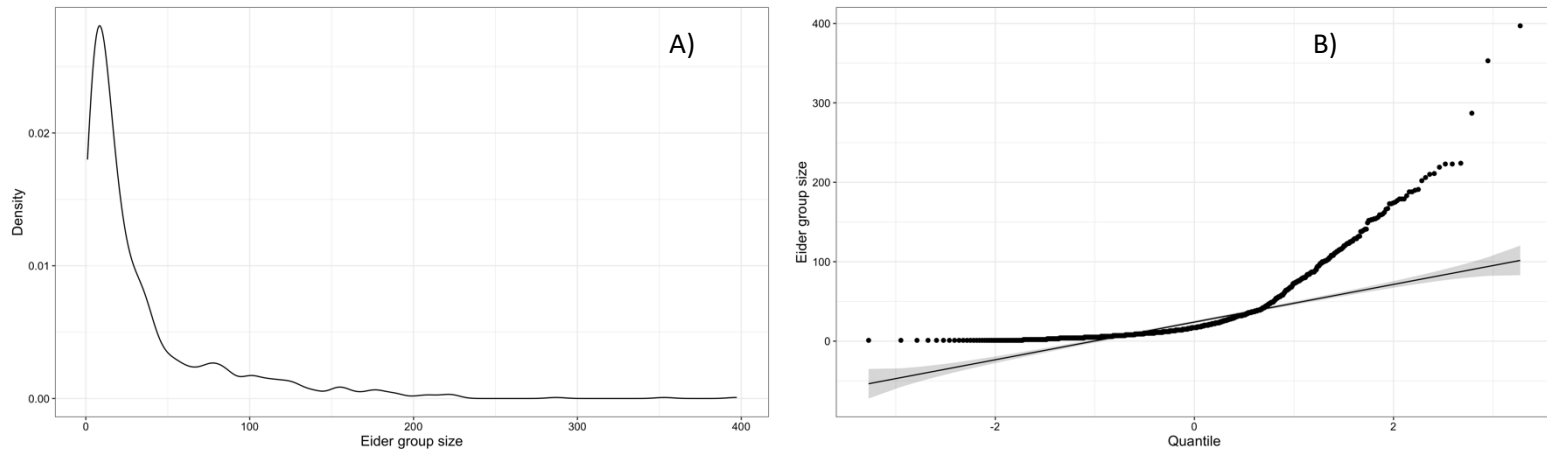 A)
0.02
0.01
0.00
Density
0 100 200 300 400
Eider group size
B)
400
300
200
100
0
Eider group size
-2 0 2
Quantile